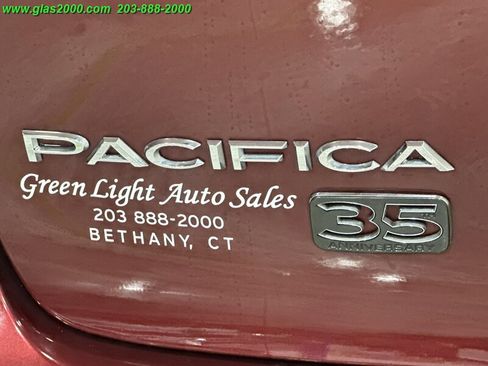 www.glas2000.com 203-888-2000
PACIFICA
Green Light Auto Sales
203 888-2000
BETHANY, CT
35
ANNIVERSARY